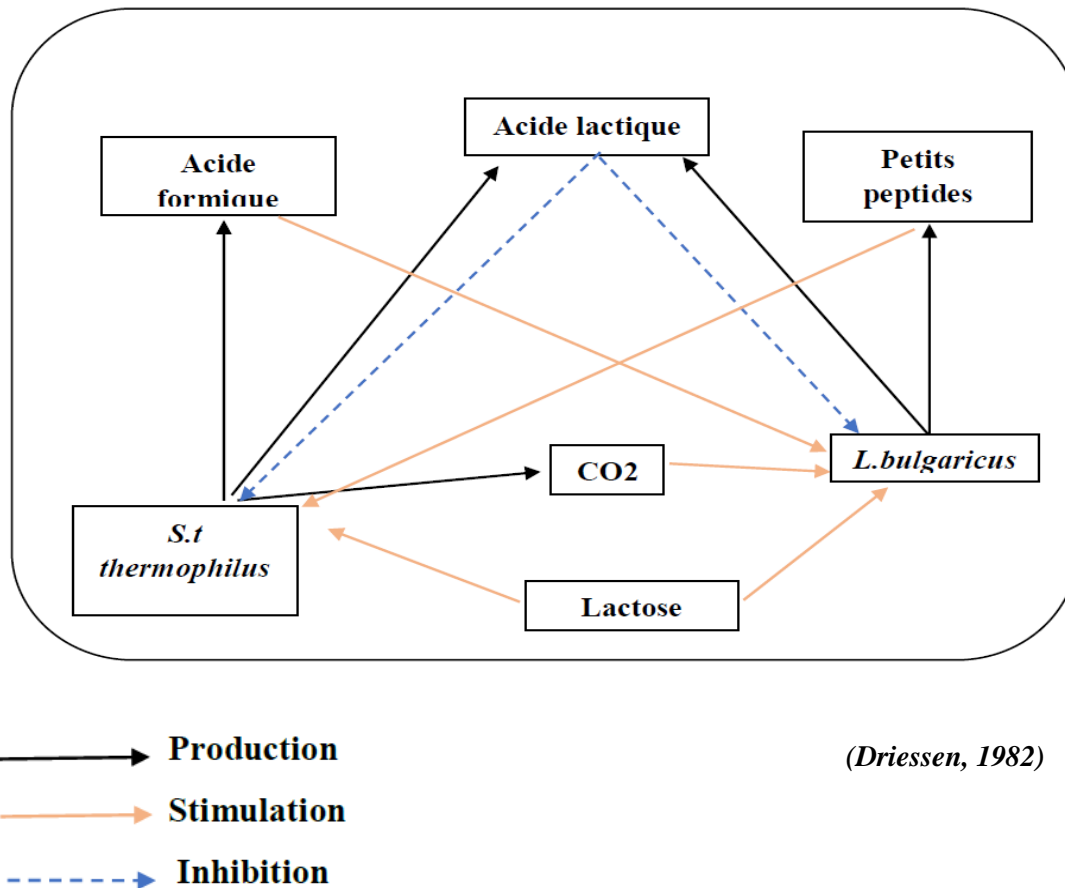 Acide lactique
Acide
formique
Petits
peptides
CO2
L.bulgaricus
S.t
thermophilus
Lactose
Production
(Driessen, 1982)
Stimulation
Inhibition